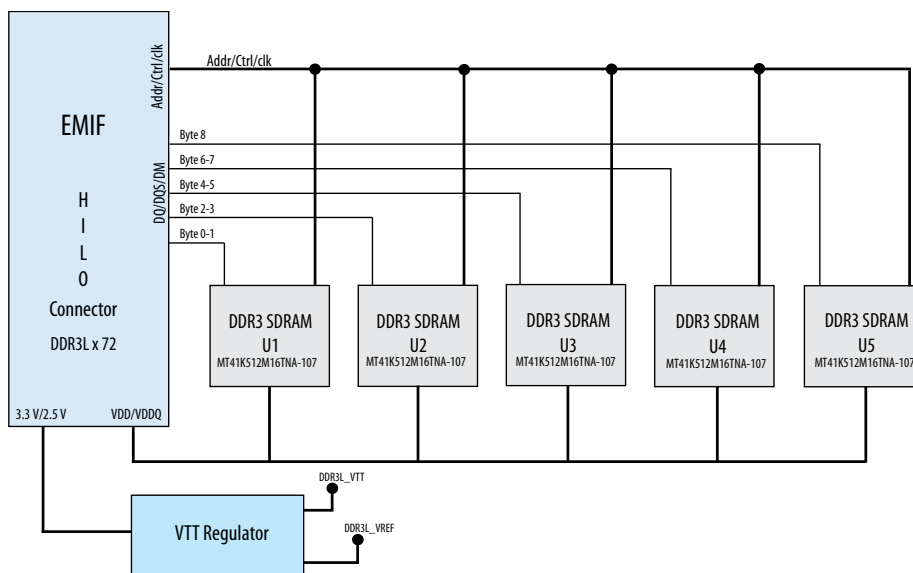 Addr/Ctrl/clk
Addr/Ctrl/clk
EMIF
H
I
L
O
Connector
DDR3L x 72
DQ/DQS/DM
Byte 8
Byte 6-7
Byte 4-5
Byte 2-3
Byte 0-1
3.3 V/2.5 V
VDD/VDDQ
DDR3 SDRAM
U1
MT41K512M16TNA-107
DDR3 SDRAM
U2
MT41K512M16TNA-107
DDR3 SDRAM
U3
MT41K512M16TNA-107
DDR3 SDRAM
U4
MT41K512M16TNA-107
DDR3 SDRAM
U5
MT41K512M16TNA-107
VTT Regulator
DDR3L_VTT
DDR3L_VREF